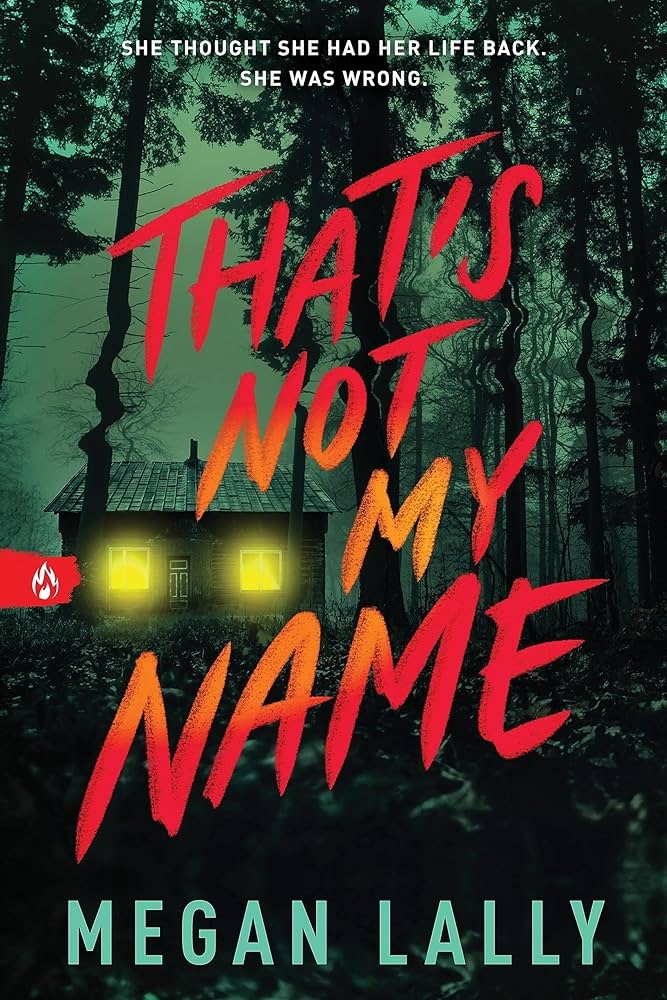 SHE THOUGHT SHE HAD HER LIFE BACK.
SHE WAS WRONG.
THAT'S
NOT
MY
NAME
MEGAN LALLY